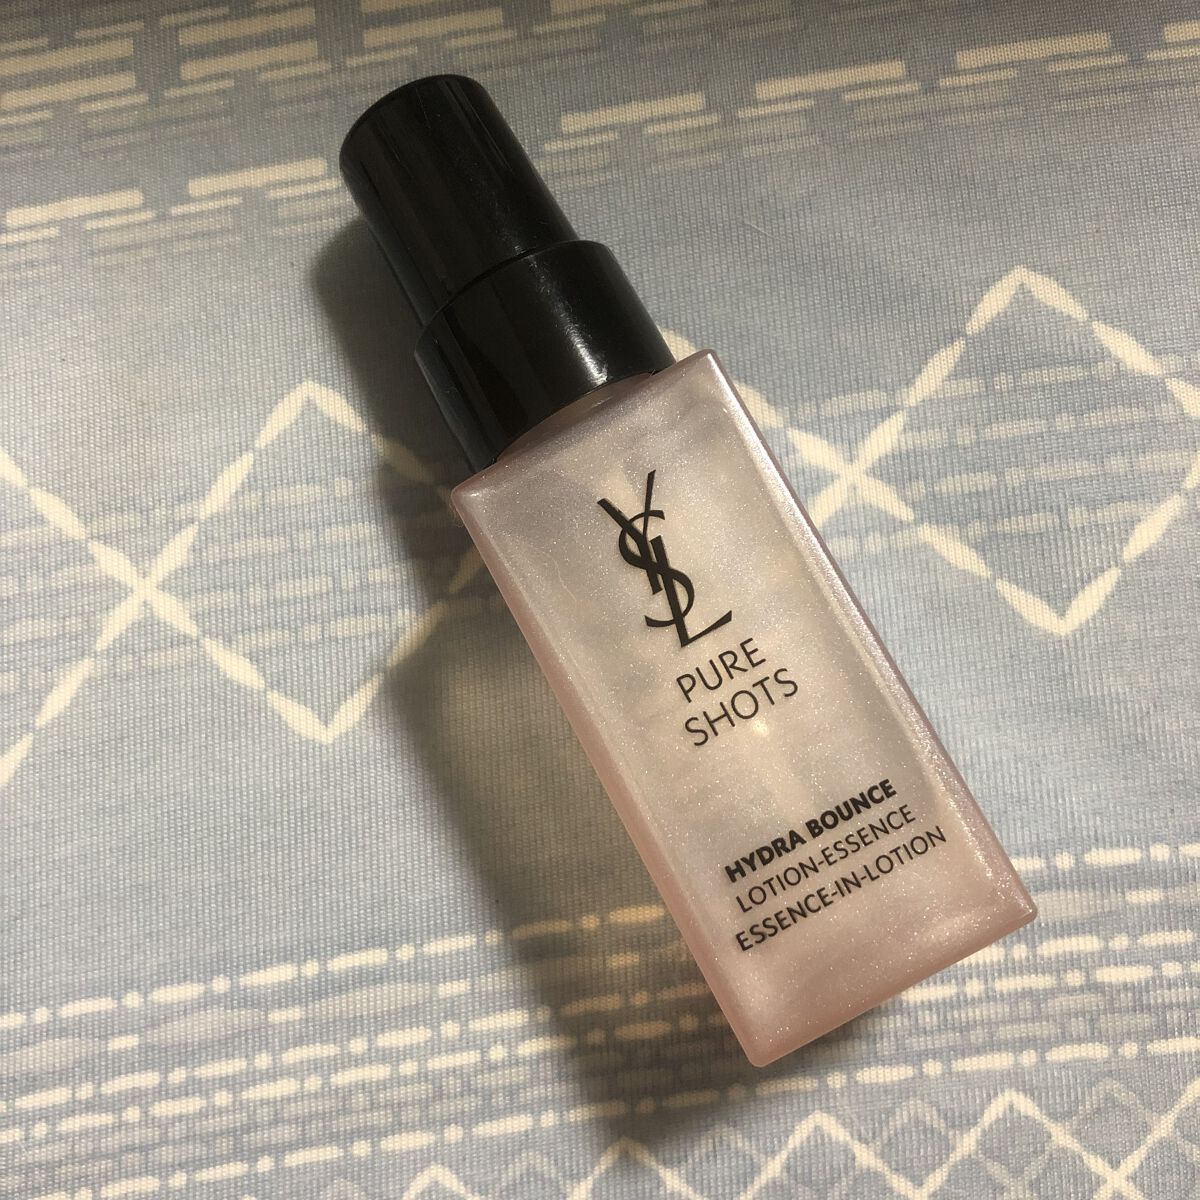 YSL
PURE
SHOTS
HYDRA BOUNCE
LOTION-ESSENCE
ESSENCE-IN-LOTION